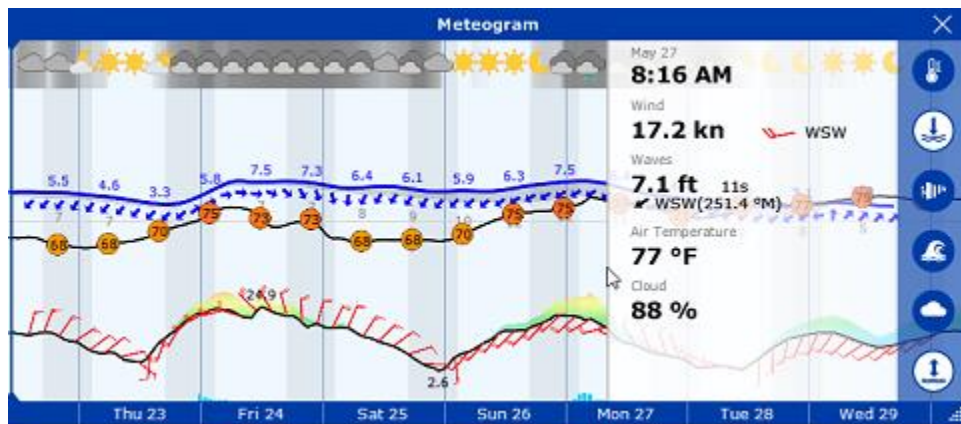 Meteogram
May 27
8:16 AM
Wind
17.2 kn WSW
Waves
7.1 ft 11s
WSW(251.4 ºM)
Air Temperature
77 °F
Cloud
88 %
5.5 4.6 3.3 5.8 7.5 7.3 6.4 6.1 5.9 6.3 7.5
7 7 8 9 10
68 68 70 75 73 73 68 68 70 75 75
24.9
2.6
Thu 23 Fri 24 Sat 25 Sun 26 Mon 27 Tue 28 Wed 29